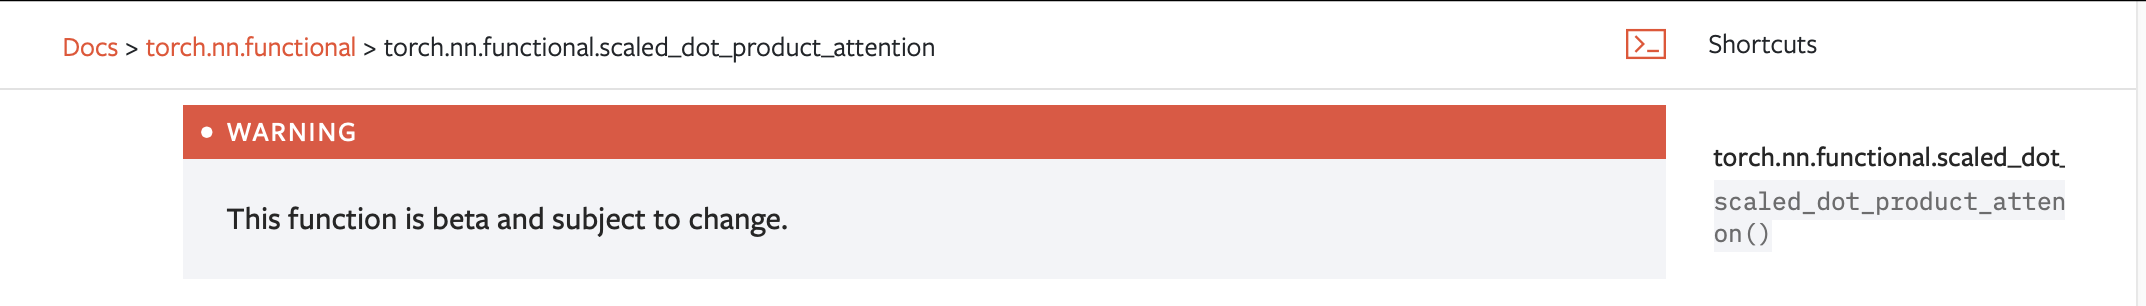 Docs > torch.nn.functional > torch.nn.functional.scaled_dot_product_attention
Shortcuts
WARNING
This function is beta and subject to change.
torch.nn.functional.scaled_dot_
scaled_dot_product_atten
on()